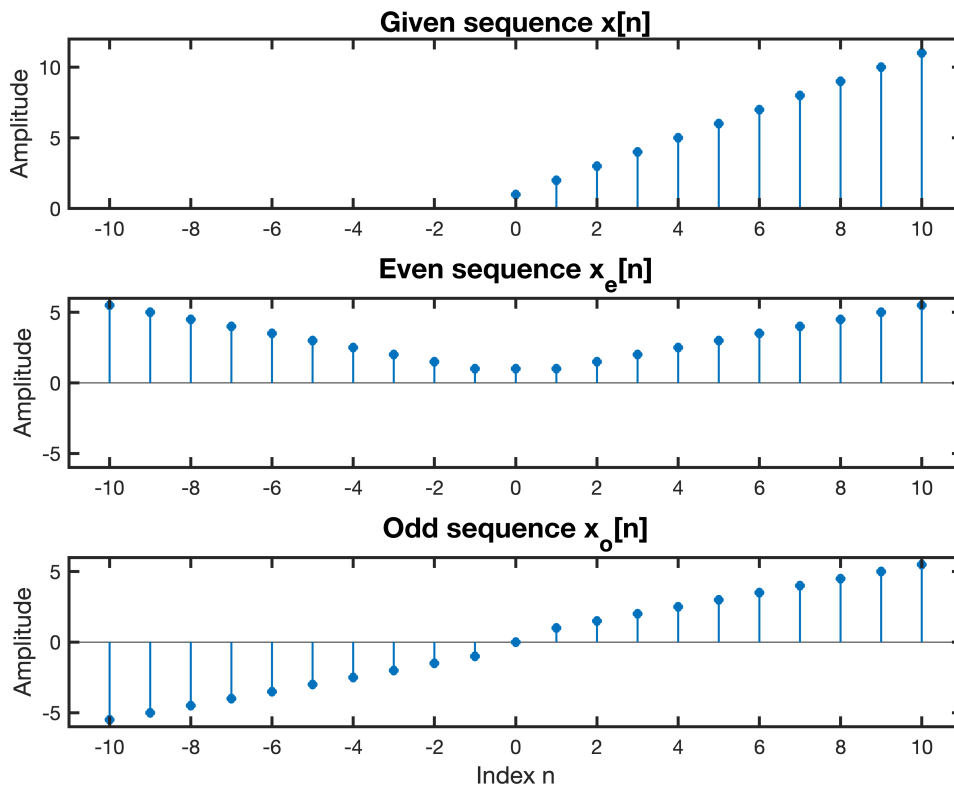 Given sequence x[n]
Amplitude
10
5
0
-10 -8 -6 -4 -2 0 2 4 6 8 10
Even sequence x_e[n]
Amplitude
5
0
-5
-10 -8 -6 -4 -2 0 2 4 6 8 10
Odd sequence x_o[n]
Amplitude
5
0
-5
-10 -8 -6 -4 -2 0 2 4 6 8 10
Index n